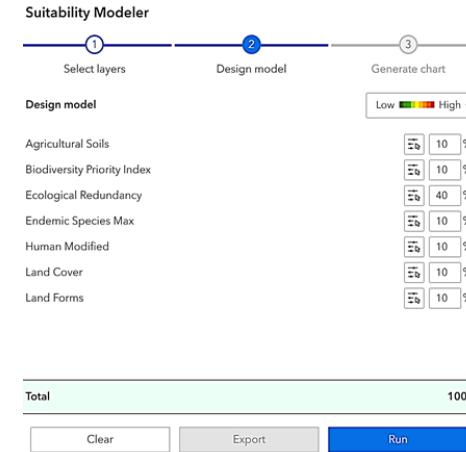 Suitability Modeler
1 2 3
Select layers Design model Generate chart
Design model Low High
Agricultural Soils 10 %
Biodiversity Priority Index 10 %
Ecological Redundancy 40 %
Endemic Species Max 10 %
Human Modified 10 %
Land Cover 10 %
Land Forms 10 %
Total 100
Clear Export Run